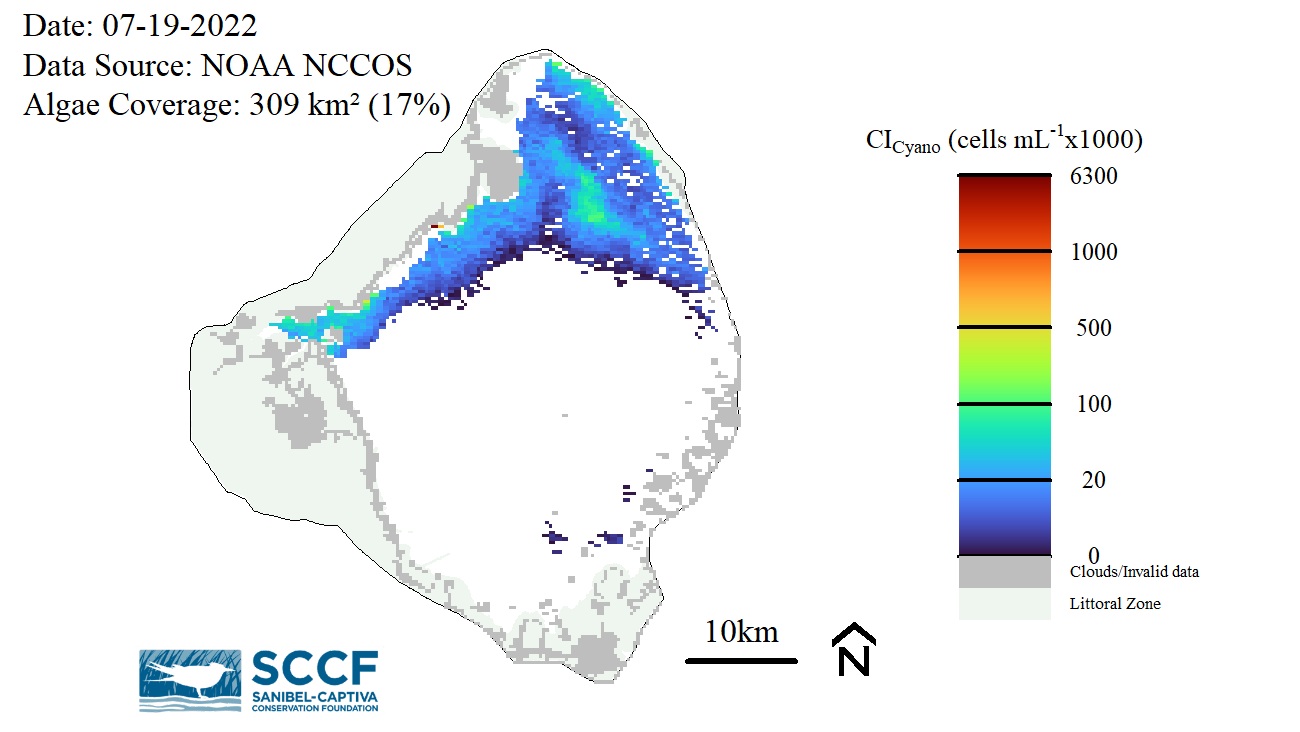 Date: 07-19-2022
Data Source: NOAA NCCOS
Algae Coverage: 309 km² (17%)
CICyano (cells mL-1x1000)
6300
1000
500
100
20
0
Clouds/Invalid data
Littoral Zone
10km
N
SCCF
SANIBEL-CAPTIVA
CONSERVATION FOUNDATION